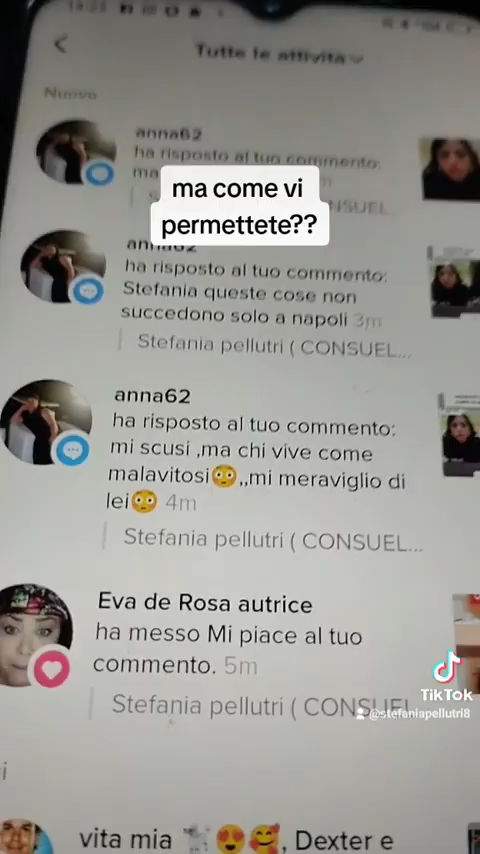 Tutte le attività
Nuovo
anna62
ha risposto al tuo commento:
ma
NSUEL...
ma come vi
permettete??
anna62
ha risposto al tuo commento:
Stefania queste cose non
succedono solo a napoli 3m
Stefania pellutri ( CONSUEL...
anna62
ha risposto al tuo commento:
mi scusi ,ma chi vive come
malavitosi😳,,mi meraviglio di
lei😳 4m
Stefania pellutri ( CONSUEL...
Eva de Rosa autrice
ha messo Mi piace al tuo
commento. 5m
Stefania pellutri ( CONSUEL
TikTok
@stefaniapellutri8
vita mia 🐩😍🥰, Dexter e